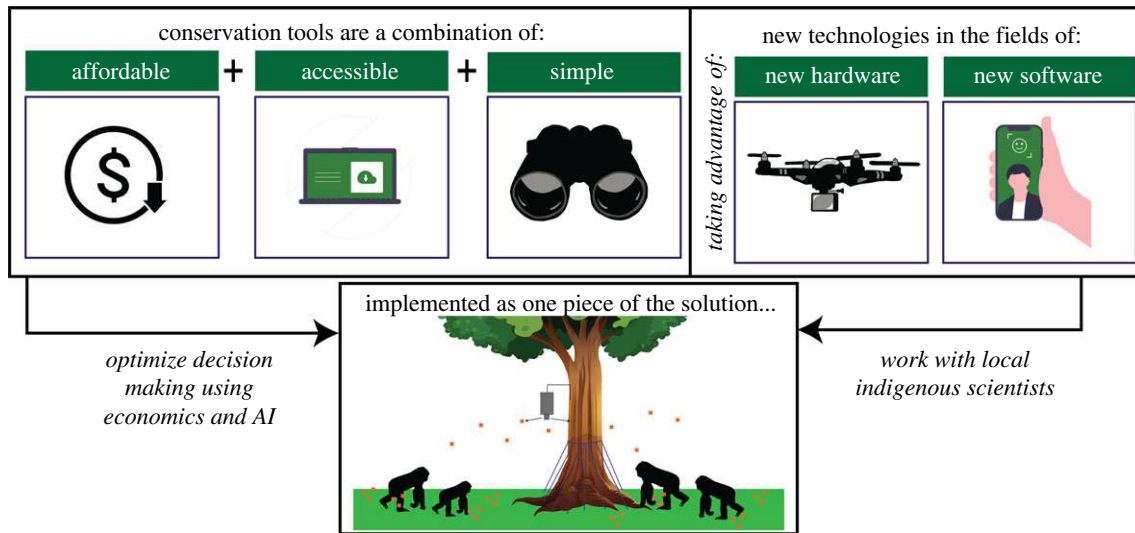 conservation tools are a combination of:
affordable + accessible + simple
$
taking advantage of:
new technologies in the fields of:
new hardware
new software
implemented as one piece of the solution...
optimize decision
making using
economics and AI
work with local
indigenous scientists